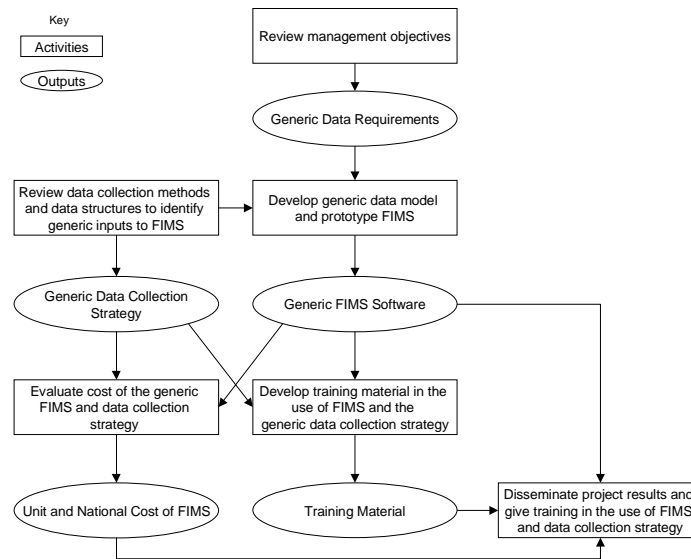 Key
Activities
Outputs
Review management objectives
Generic Data Requirements
Review data collection methods
and data structures to identify
generic inputs to FIMS
Develop generic data model
and prototype FIMS
Generic Data Collection
Strategy
Generic FIMS Software
Evaluate cost of the generic
FIMS and data collection
strategy
Develop training material in the
use of FIMS and the
generic data collection strategy
Unit and National Cost of FIMS
Training Material
Disseminate project results and
give training in the use of FIMS
and data collection strategy